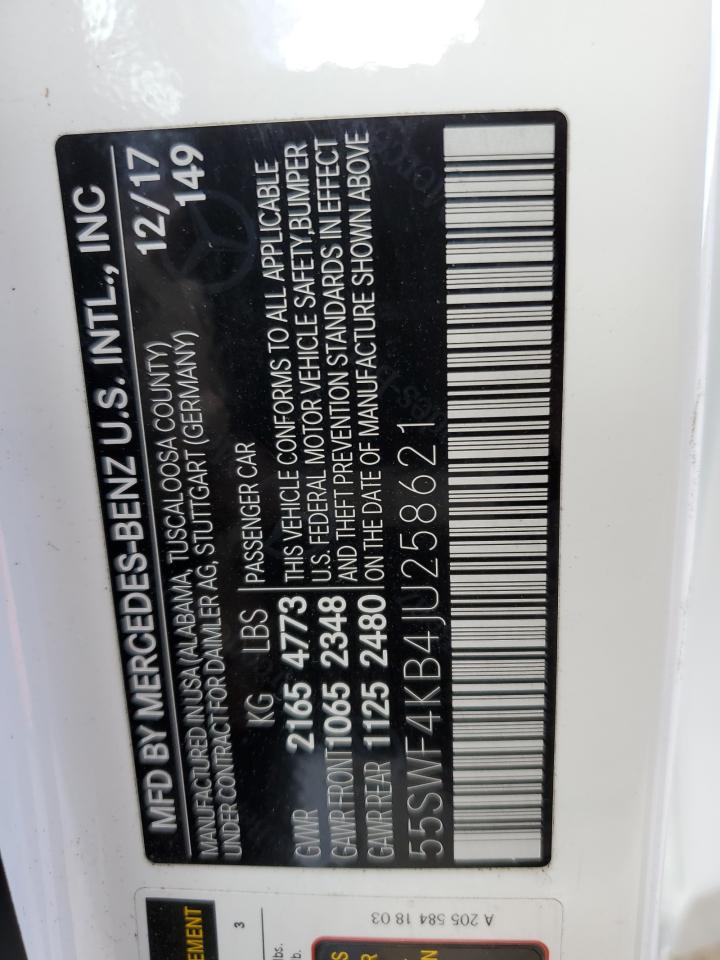 MFD BY MERCEDES-BENZ U.S. INTL., INC
MANUFACTURED IN USA (ALABAMA, TUSCALOOSA COUNTY) 12/17
UNDER CONTRACT FOR DAIMLER AG, STUTTGART (GERMANY) 149
KG LBS PASSENGER CAR
GVWR 2165 4773 THIS VEHICLE CONFORMS TO ALL APPLICABLE
U.S. FEDERAL MOTOR VEHICLE SAFETY,BUMPER
GAWR FRONT 1065 2348 AND THEFT PREVENTION STANDARDS IN EFFECT
GAWR REAR 1125 2480 ON THE DATE OF MANUFACTURE SHOWN ABOVE
55SWF4KB4JU258621
A 205 584 18 03
EMENT
3
lbs.
b.
S
R
N